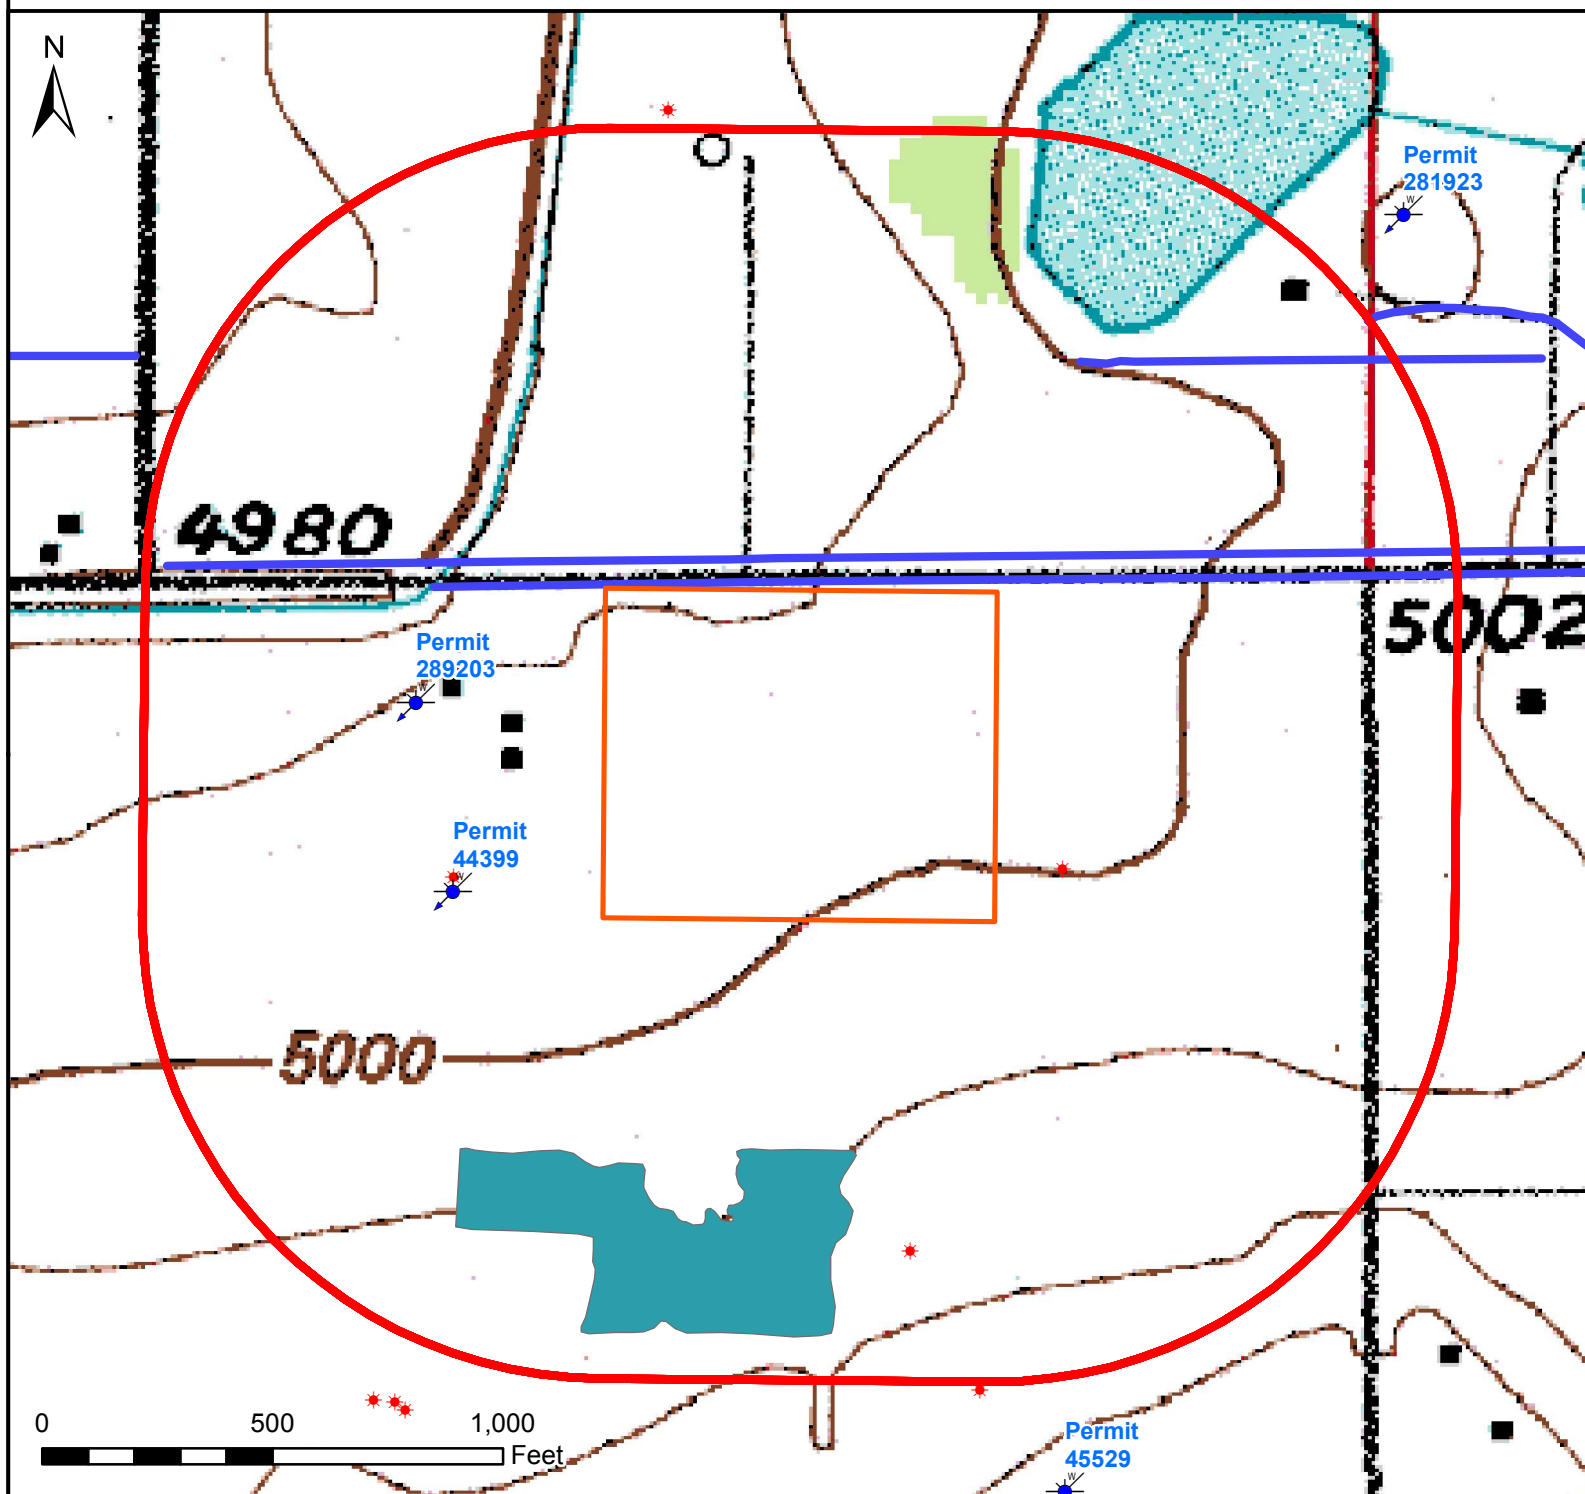 N
Permit
281923
W
4980
5002
Permit
289203
W
Permit
44399
W
5000
0 500 1,000
Feet
Permit
45529
W